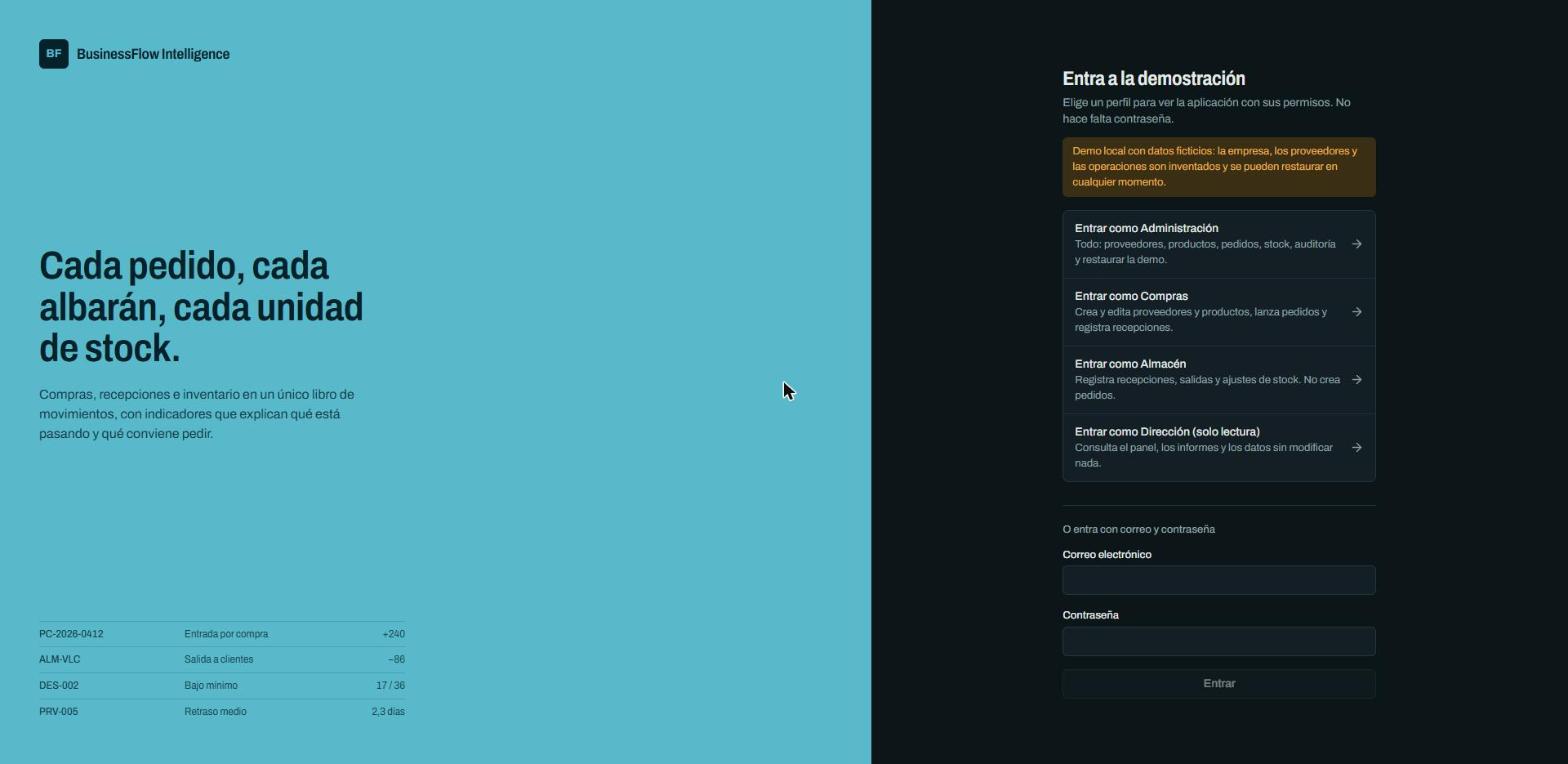 BF
BusinessFlow Intelligence
Cada pedido, cada
albarán, cada unidad
de stock.
Compras, recepciones e inventario en un único libro de
movimientos, con indicadores que explican qué está
pasando y qué conviene pedir.
PC-2026-0412 Entrada por compra +240
ALM-VLC Salida a clientes −86
DES-002 Bajo mínimo 17 / 36
PRV-005 Retraso medio 2,3 días
Entra a la demostración
Elige un perfil para ver la aplicación con sus permisos. No
hace falta contraseña.
Demo local con datos ficticios: la empresa, los proveedores y
las operaciones son inventados y se pueden restaurar en
cualquier momento.
Entrar como Administración
Todo: proveedores, productos, pedidos, stock, auditoría
y restaurar la demo.
Entrar como Compras
Crea y edita proveedores y productos, lanza pedidos y
registra recepciones.
Entrar como Almacén
Registra recepciones, salidas y ajustes de stock. No crea
pedidos.
Entrar como Dirección (solo lectura)
Consulta el panel, los informes y los datos sin modificar
nada.
O entra con correo y contraseña
Correo electrónico
Contraseña
Entrar